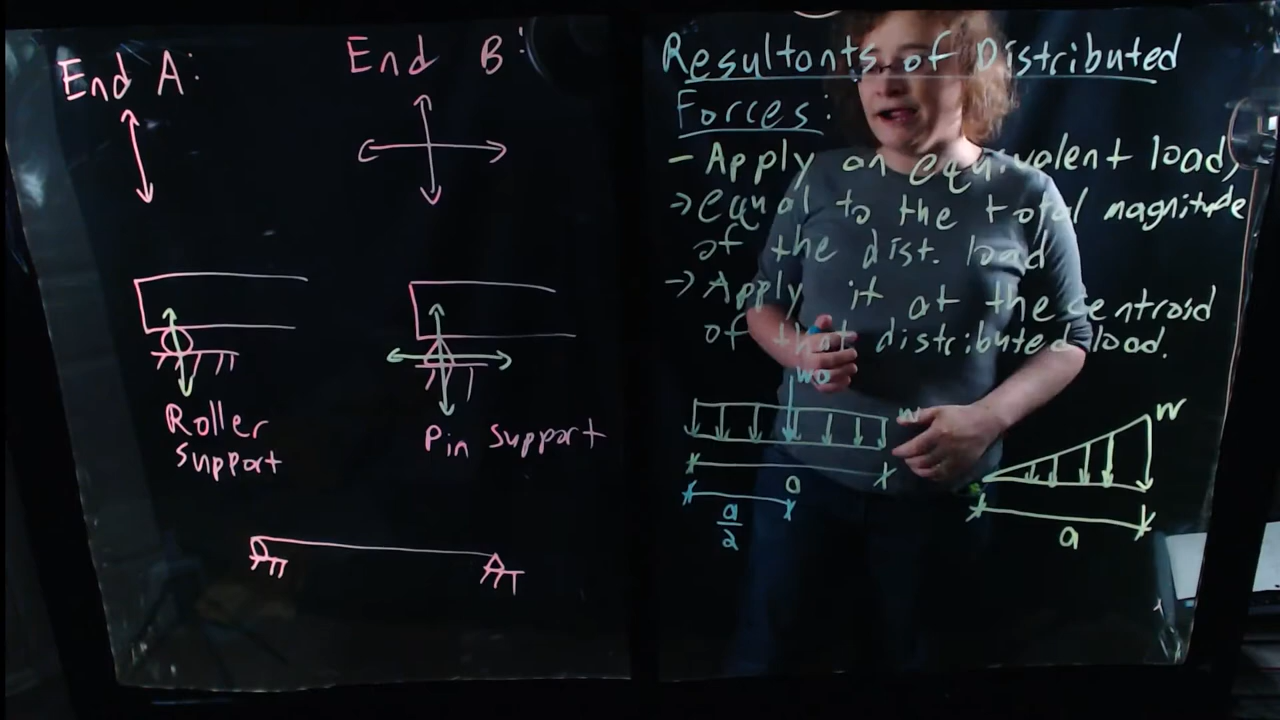 End A:
End B:
Roller
Support
Pin Support
Resultants of Distributed
Forces:
- Apply an equivalent load,
→ equal to the total magnitude
of the dist. load
→ Apply it at the centroid
of that distributed load.
wa
w
a
a
2
w
a